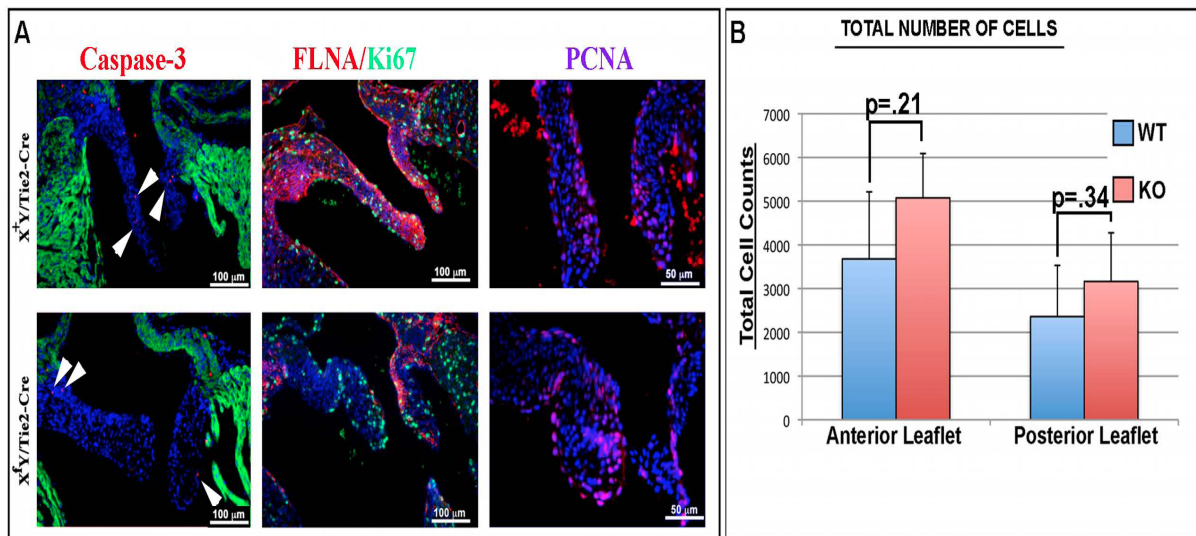 A
Caspase-3 FLNA/Ki67 PCNA
X+Y/Tie2-Cre
100 µm 100 µm 50 µm
XfY/Tie2-Cre
100 µm 100 µm 50 µm
B
TOTAL NUMBER OF CELLS
Total Cell Counts
7000
6000
5000
4000
3000
2000
1000
0
p=.21
p=.34
WT
KO
Anterior Leaflet Posterior Leaflet